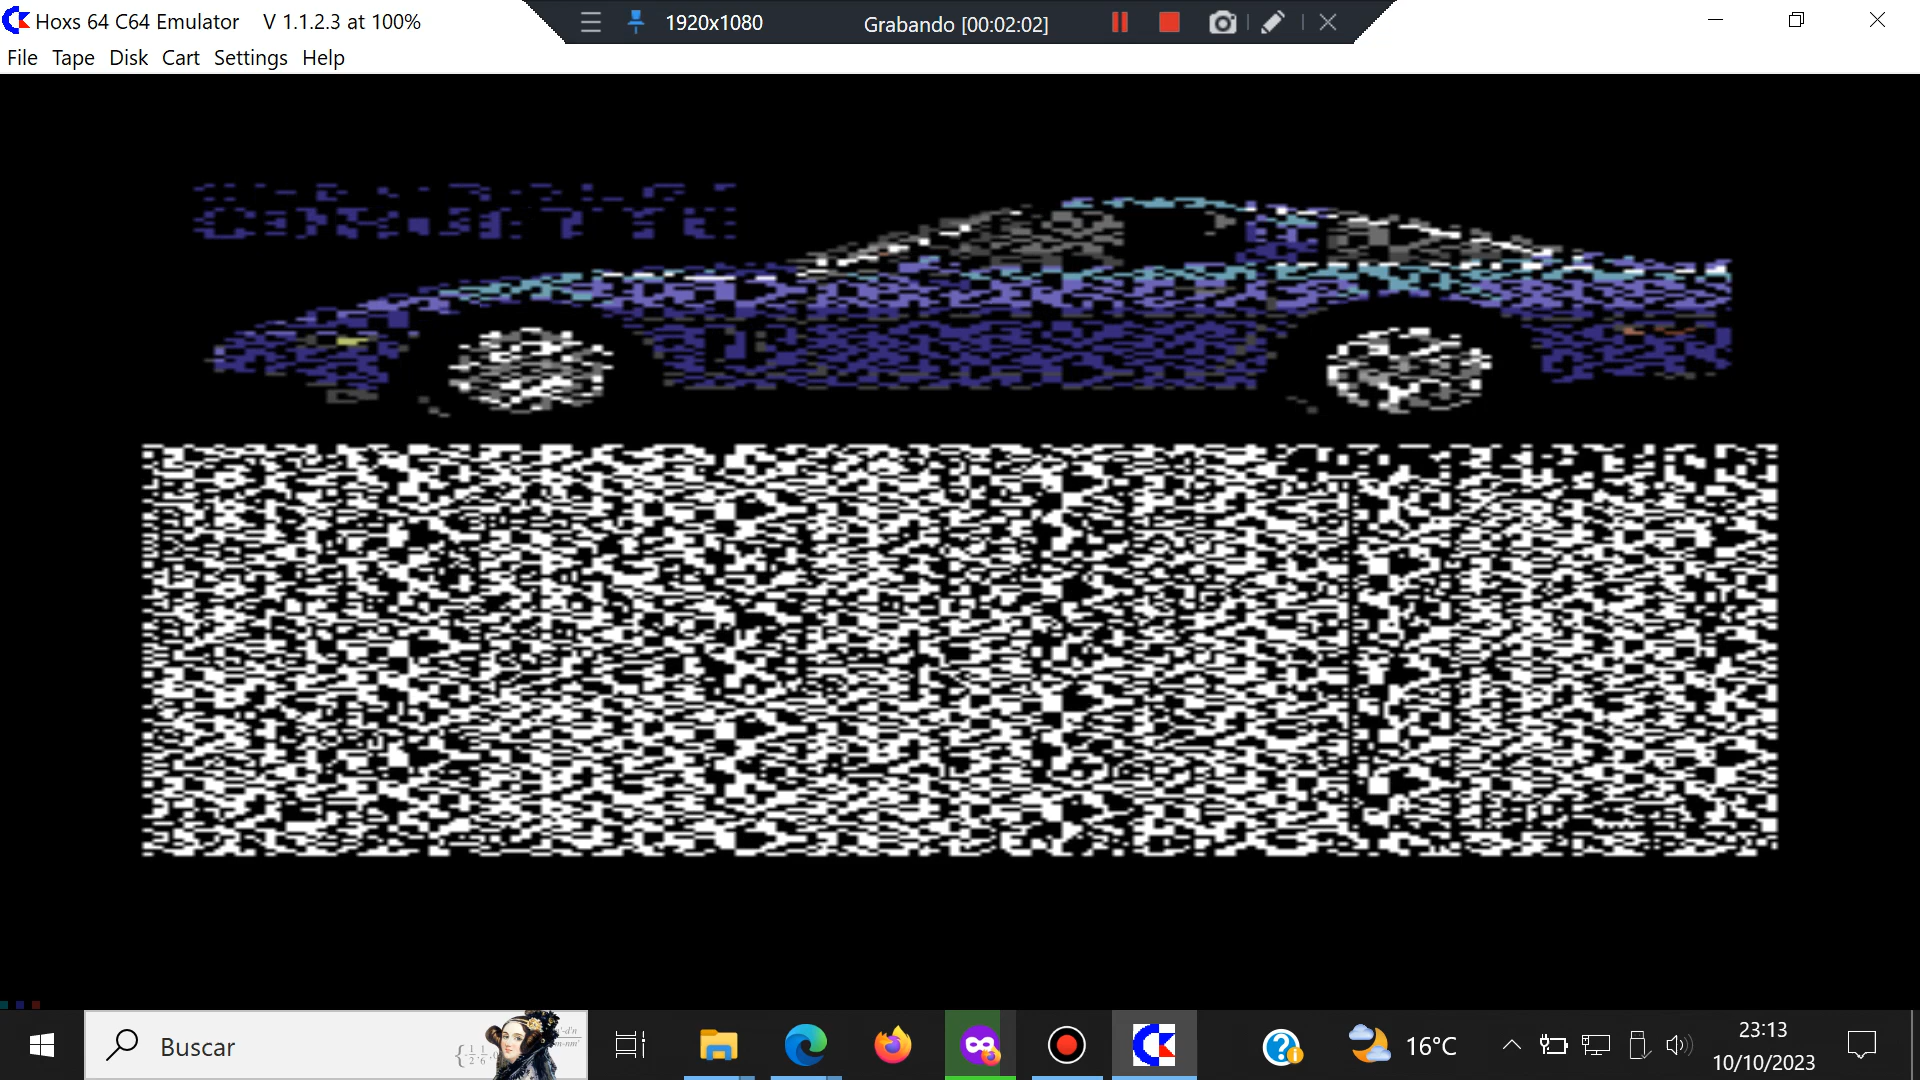 Hoxs 64 C64 Emulator V 1.1.2.3 at 100%
1920x1080
Grabando [00:02:02]
File Tape Disk Cart Settings Help
Buscar
16°C
23:13
10/10/2023